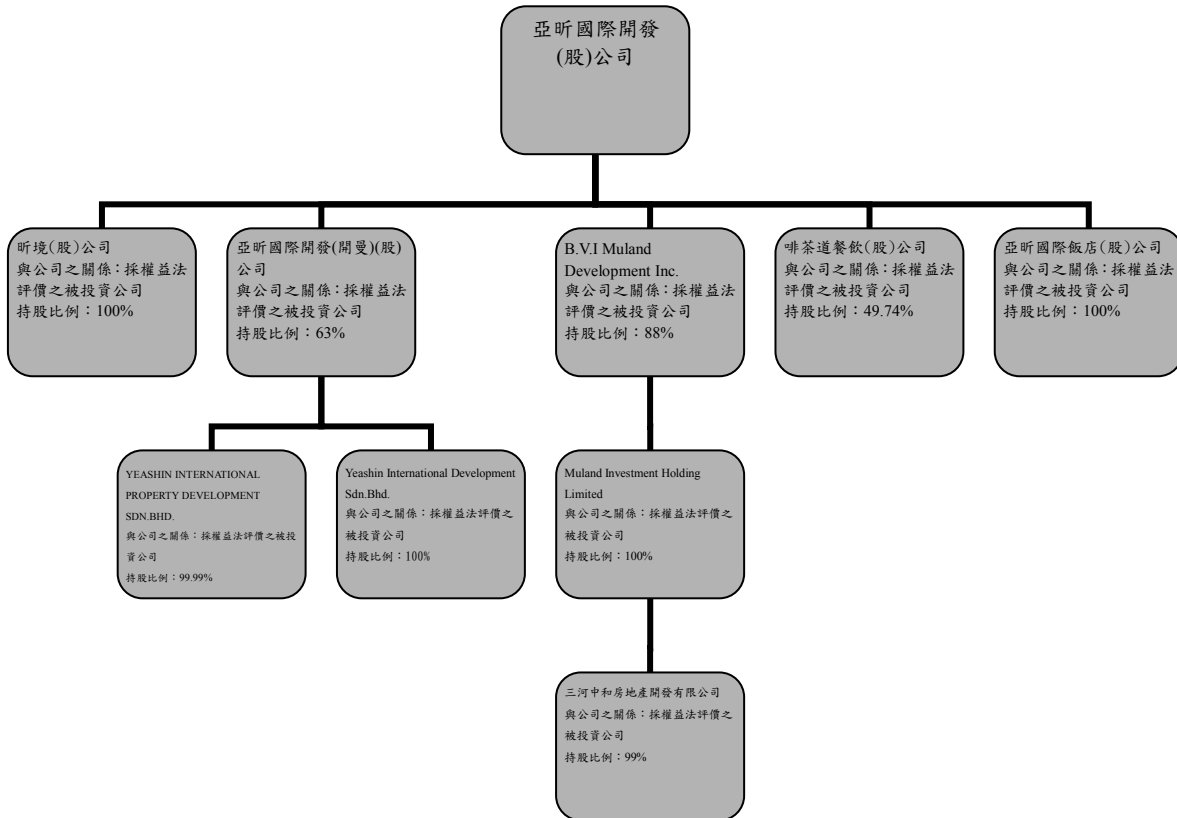 亞昕國際開發
(股)公司
昕境(股)公司
與公司之關係：採權益法
評價之被投資公司
持股比例：100%
亞昕國際開發(開曼)(股)
公司
與公司之關係：採權益法
評價之被投資公司
持股比例：63%
B.V.I Muland
Development Inc.
與公司之關係：採權益法
評價之被投資公司
持股比例：88%
啡茶道餐飲(股)公司
與公司之關係：採權益法
評價之被投資公司
持股比例：49.74%
亞昕國際飯店(股)公司
與公司之關係：採權益法
評價之被投資公司
持股比例：100%
YEASHIN INTERNATIONAL
PROPERTY DEVELOPMENT
SDN.BHD.
與公司之關係：採權益法評價之被投
資公司
持股比例：99.99%
Yeashin International Development
Sdn.Bhd.
與公司之關係：採權益法評價之
被投資公司
持股比例：100%
Muland Investment Holding
Limited
與公司之關係：採權益法評價之
被投資公司
持股比例：100%
三河中和房地產開發有限公司
與公司之關係：採權益法評價之
被投資公司
持股比例：99%